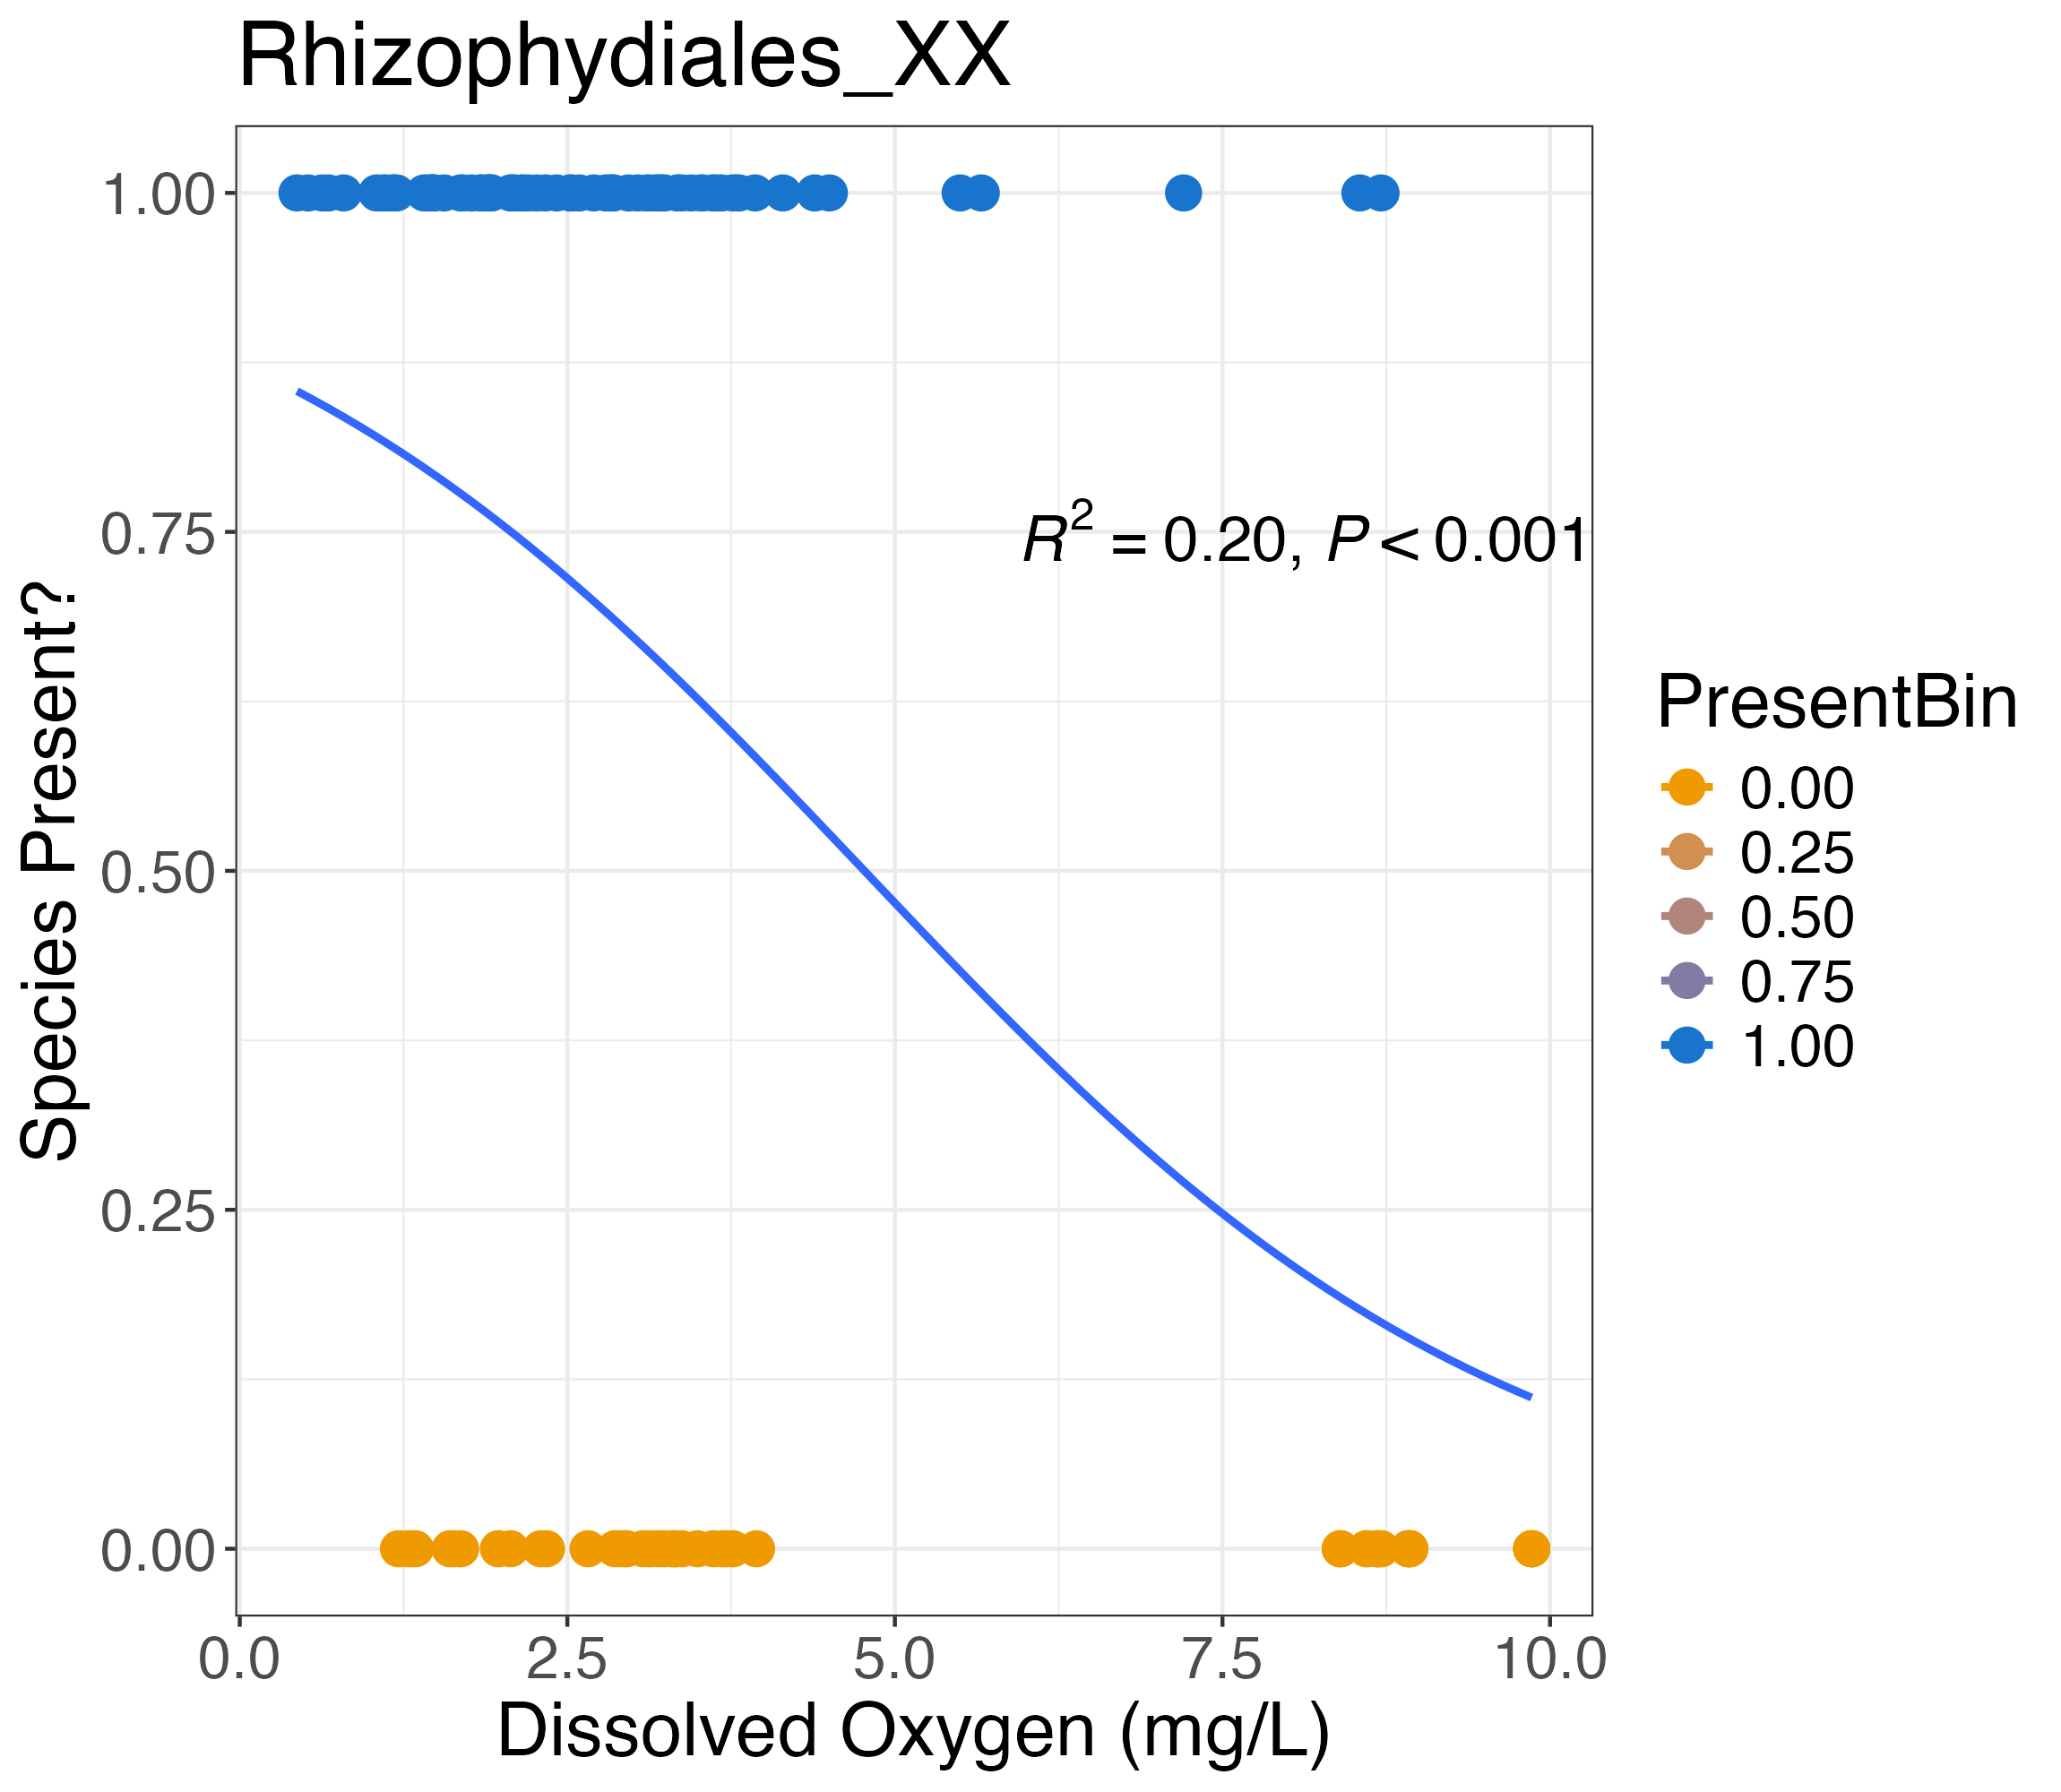 Rhizophydiales_XX
Species Present?
1.00
0.75
0.50
0.25
0.00
R² = 0.20, P < 0.001
0.0 2.5 5.0 7.5 10.0
Dissolved Oxygen (mg/L)
PresentBin
0.00
0.25
0.50
0.75
1.00